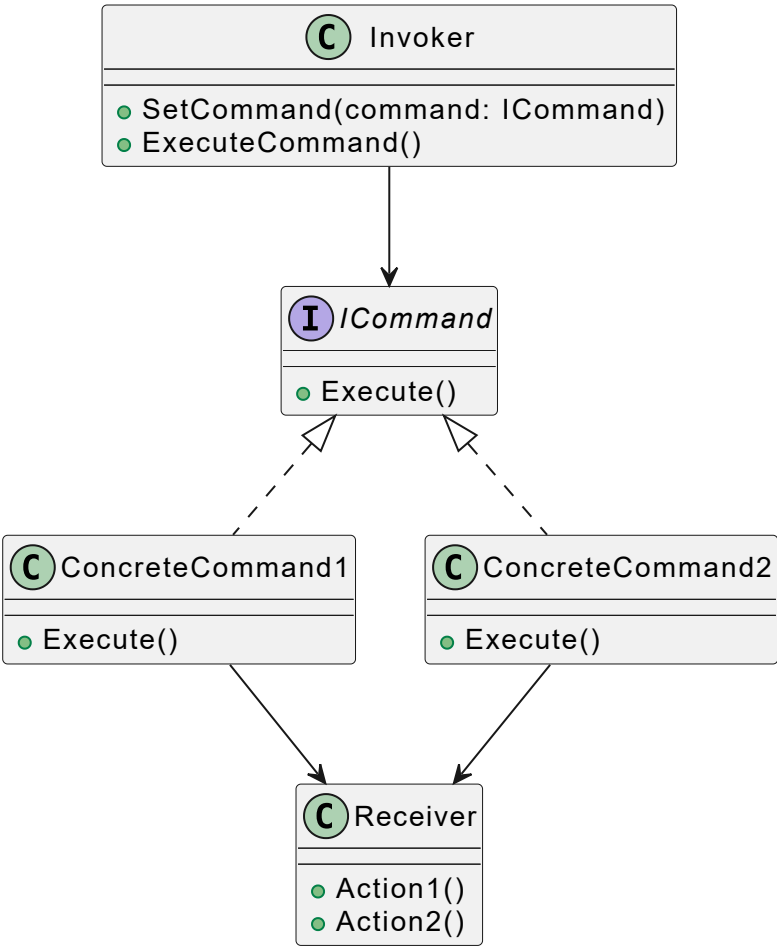 C Invoker
SetCommand(command: ICommand)
ExecuteCommand()
I ICommand
Execute()
C ConcreteCommand1
Execute()
C ConcreteCommand2
Execute()
C Receiver
Action1()
Action2()